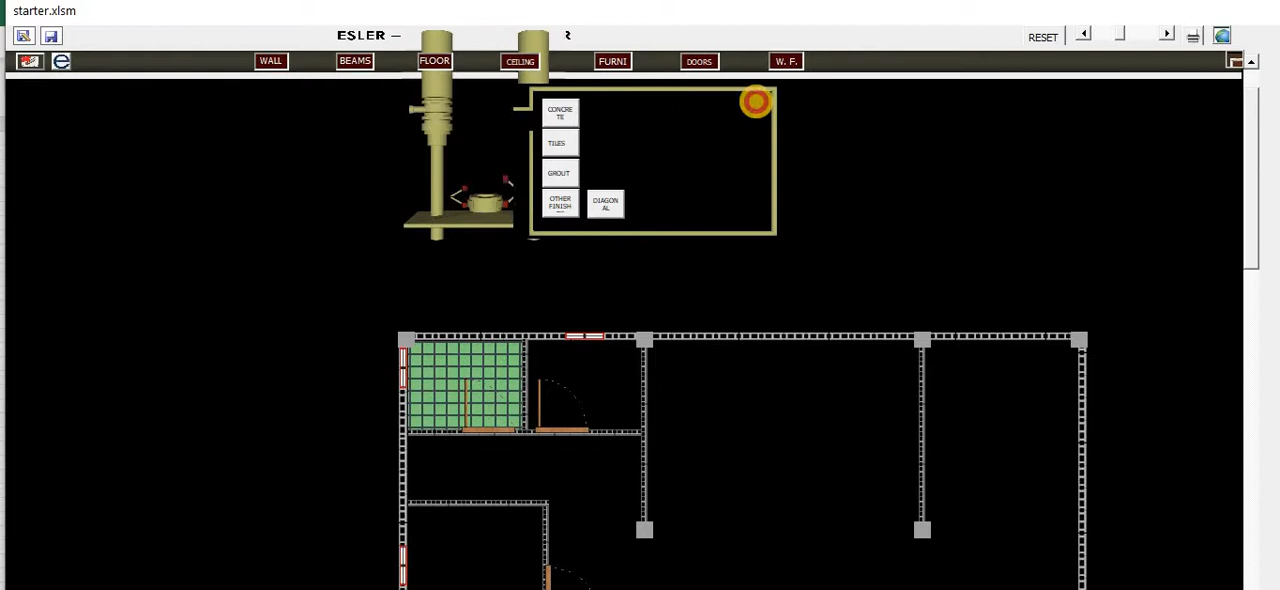 starter.xlsm
ESLER – R
RESET
WALL BEAMS FLOOR CEILING FURNI DOORS W. F.
CONCRE
TE
TILES
GROUT
OTHER
FINISH
DIAGON
AL